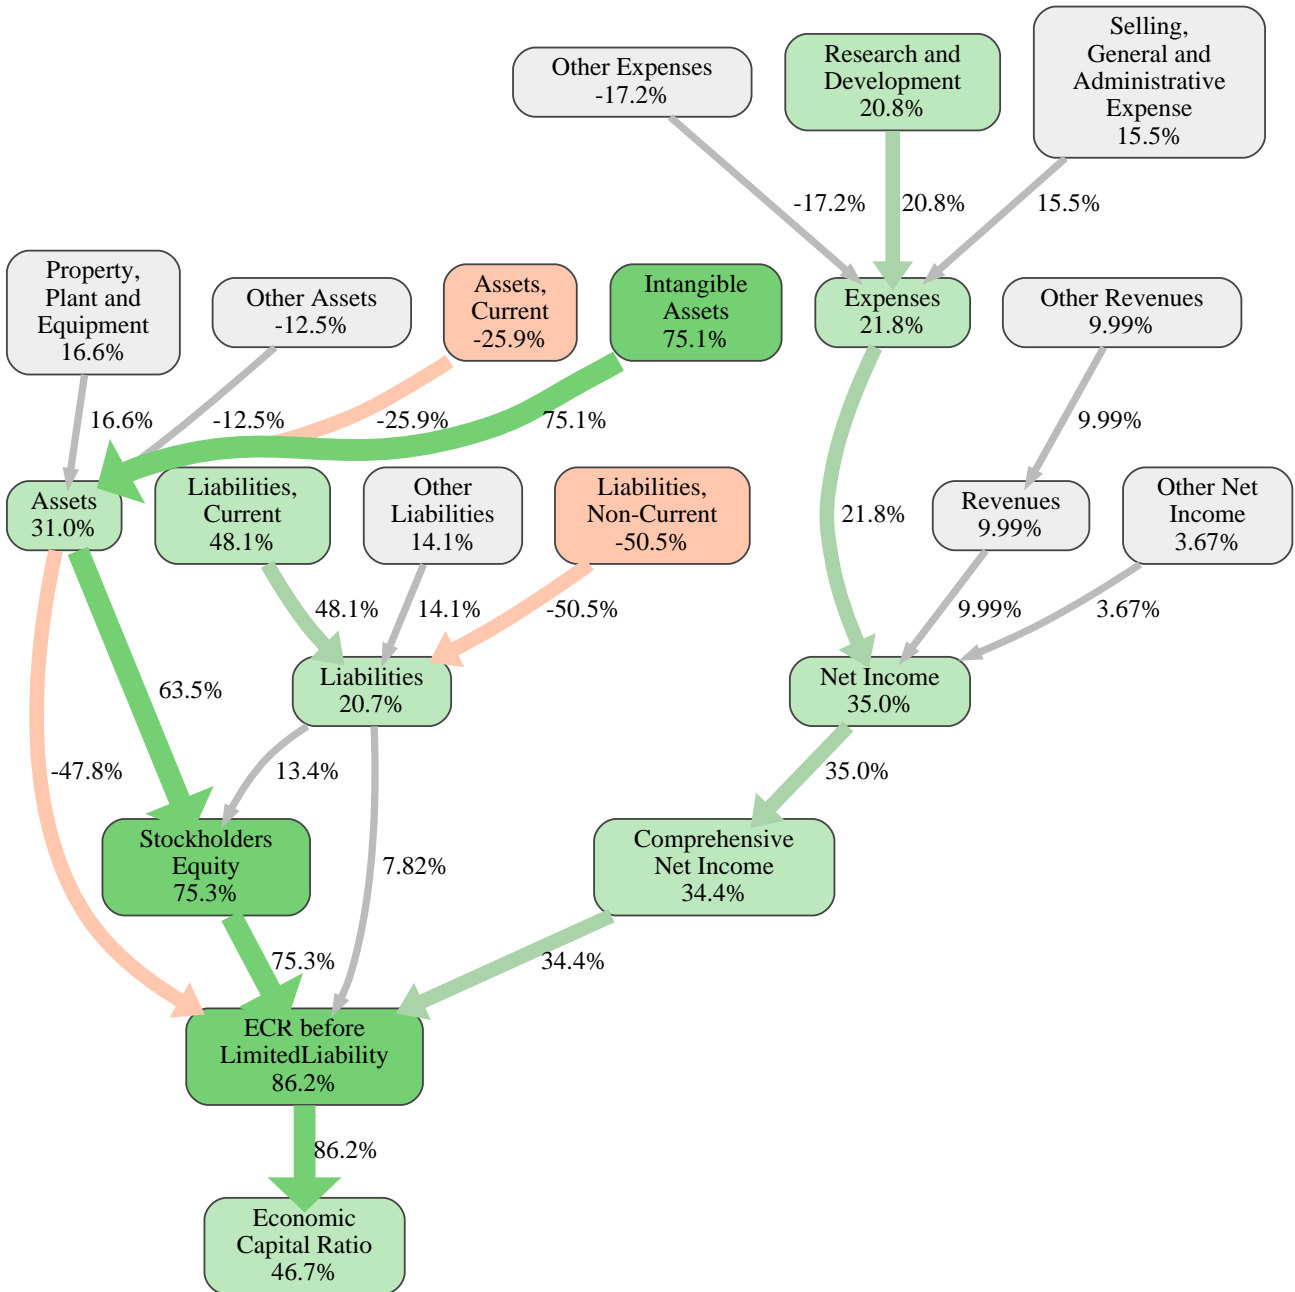 Selling,
General and
Administrative
Expense
15.5%
Research and
Development
20.8%
Other Expenses
-17.2%
-17.2%
20.8%
15.5%
Property,
Plant and
Equipment
16.6%
Other Assets
-12.5%
Assets,
Current
-25.9%
Intangible
Assets
75.1%
Expenses
21.8%
Other Revenues
9.99%
16.6%
-12.5%
-25.9%
75.1%
9.99%
Assets
31.0%
Liabilities,
Current
48.1%
Other
Liabilities
14.1%
Liabilities,
Non-Current
-50.5%
21.8%
Revenues
9.99%
Other Net
Income
3.67%
48.1%
14.1%
-50.5%
9.99%
3.67%
63.5%
Liabilities
20.7%
Net Income
35.0%
-47.8%
13.4%
35.0%
Stockholders
Equity
75.3%
7.82%
Comprehensive
Net Income
34.4%
75.3%
34.4%
ECR before
LimitedLiability
86.2%
86.2%
Economic
Capital Ratio
46.7%